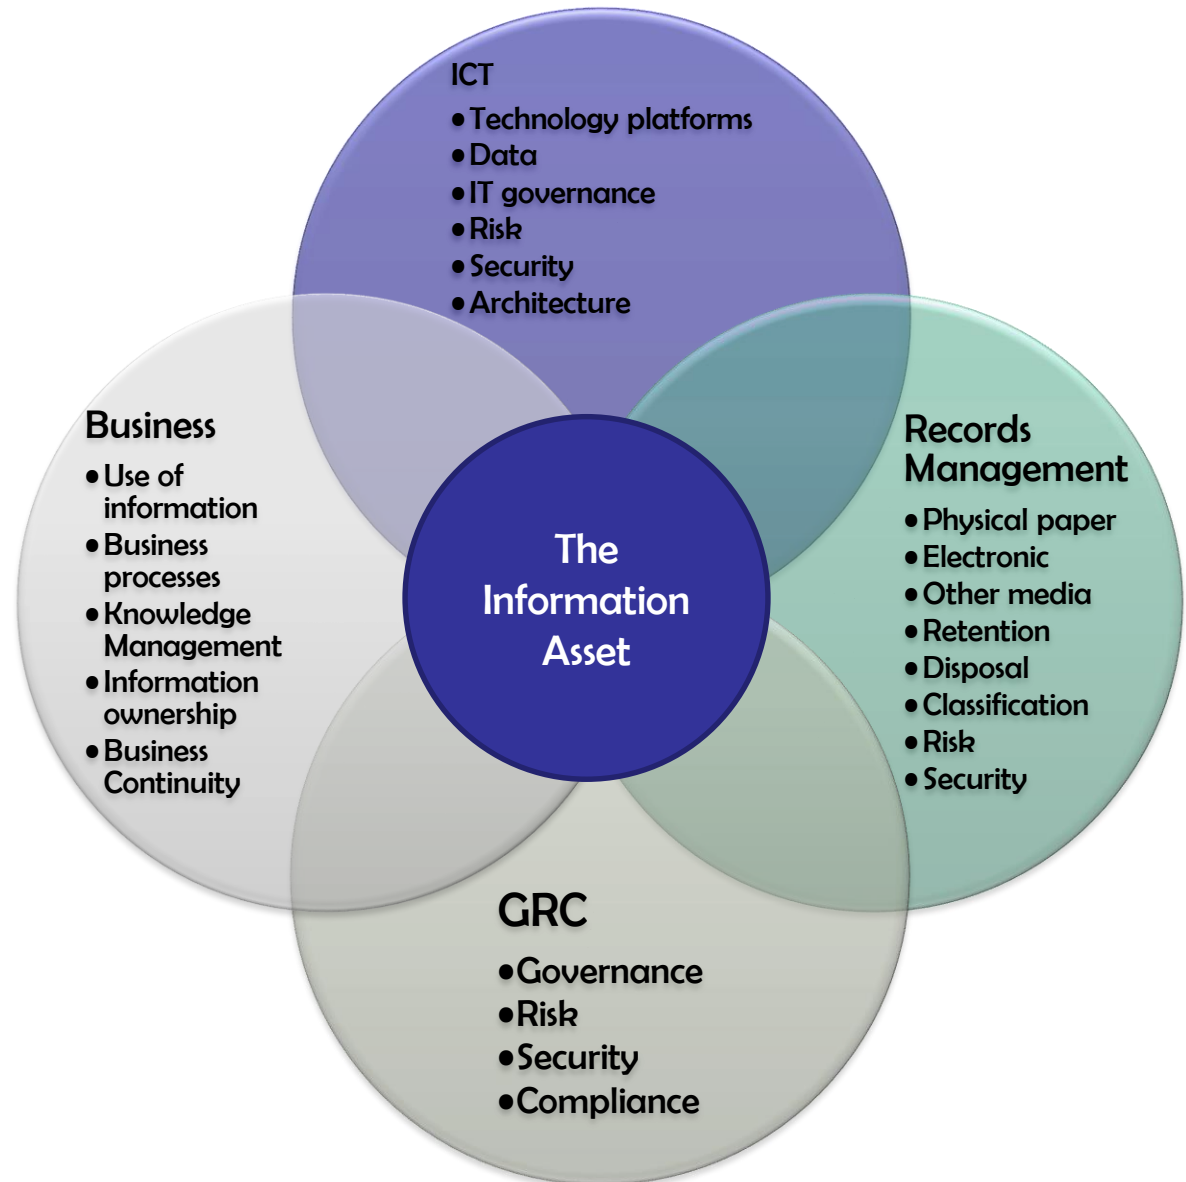 ICT
• Technology platforms
• Data
• IT governance
• Risk
• Security
• Architecture
Business
• Use of
information
• Business
processes
• Knowledge
Management
• Information
ownership
• Business
Continuity
The
Information
Asset
Records
Management
• Physical paper
• Electronic
• Other media
• Retention
• Disposal
• Classification
• Risk
• Security
GRC
• Governance
• Risk
• Security
• Compliance